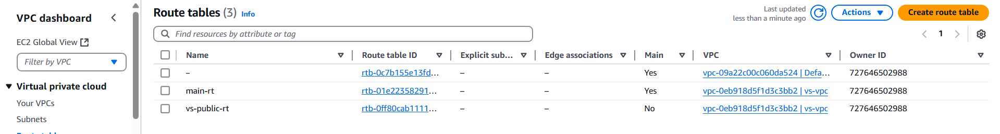 VPC dashboard
EC2 Global View
Filter by VPC
Virtual private cloud
Your VPCs
Subnets
Route tables (3) Info
Last updated
less than a minute ago
Actions
Create route table
Find resources by attribute or tag
1
Name Route table ID Explicit sub... Edge associations Main VPC Owner ID
– rtb-0c7b155e13fd... – – Yes vpc-09a22c00c060da524 | Defa... 727646502988
main-rt rtb-01e22358291... – – Yes vpc-0eb918d5f1d3c3bb2 | vs-vpc 727646502988
vs-public-rt rtb-0ff80cab1111... – – No vpc-0eb918d5f1d3c3bb2 | vs-vpc 727646502988